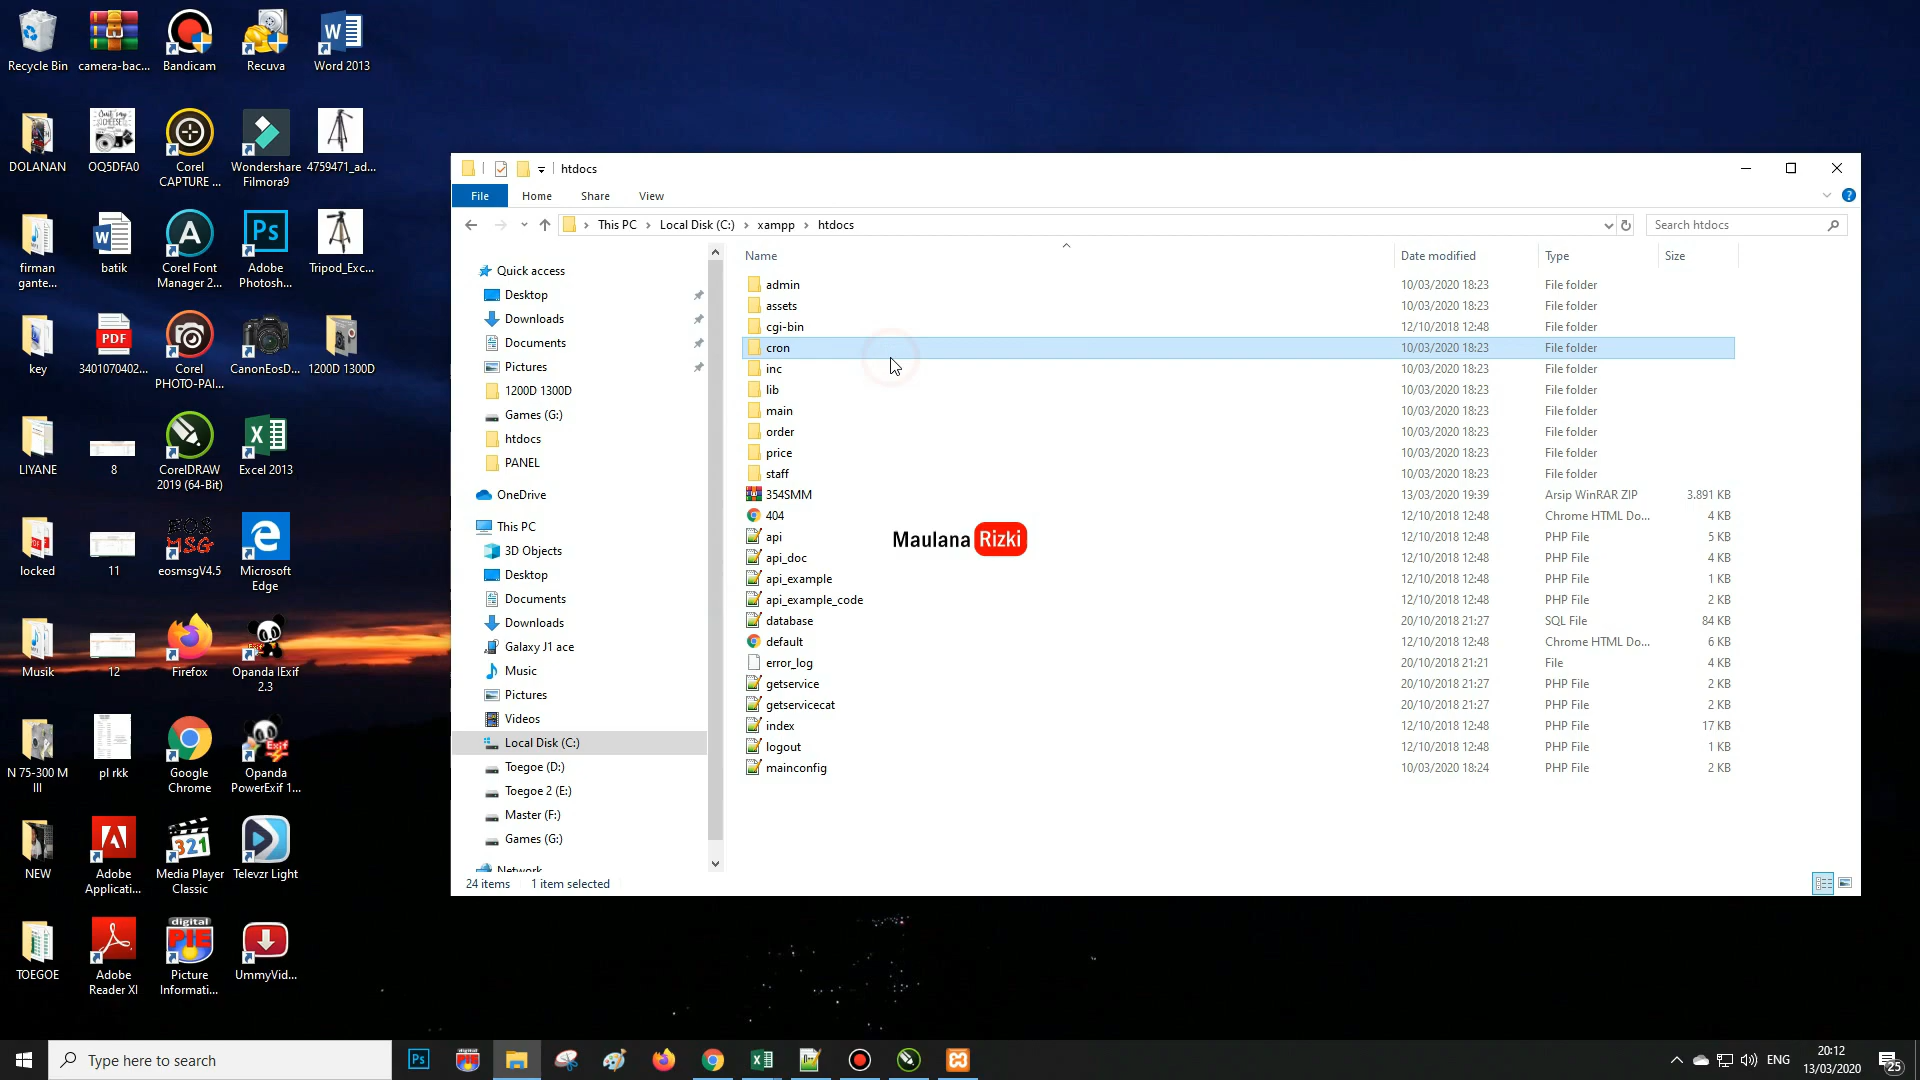 Recycle Bin
camera-bac...
Bandicam
Recuva
Word 2013
DOLANAN
OQ5DFA0
Corel
CAPTURE ...
Wondershare
Filmora9
4759471_ad...
firman
gante...
batik
Corel Font
Manager 2...
Adobe
Photosh...
Tripod_Exc...
key
3401070402...
Corel
PHOTO-PAI...
CanonEosD...
1200D 1300D
LIYANE
8
CorelDRAW
2019 (64-Bit)
Excel 2013
locked
11
eosmsgV4.5
Microsoft
Edge
Musik
12
Firefox
Opanda IExif
2.3
N 75-300 M
III
pl rkk
Google
Chrome
Opanda
PowerExif 1...
NEW
Adobe
Applicati...
Media Player
Classic
Televzr Light
TOEGOE
Adobe
Reader XI
Picture
Informati...
UmmyVid...
htdocs
File Home Share View
This PC Local Disk (C:) xampp htdocs
Search htdocs
Quick access
Desktop
Downloads
Documents
Pictures
1200D 1300D
Games (G:)
htdocs
PANEL
OneDrive
This PC
3D Objects
Desktop
Documents
Downloads
Galaxy J1 ace
Music
Pictures
Videos
Local Disk (C:)
Toegoe (D:)
Toegoe 2 (E:)
Master (F:)
Games (G:)
Network
Name Date modified Type Size
admin 10/03/2020 18:23 File folder
assets 10/03/2020 18:23 File folder
cgi-bin 12/10/2018 12:48 File folder
cron 10/03/2020 18:23 File folder
inc 10/03/2020 18:23 File folder
lib 10/03/2020 18:23 File folder
main 10/03/2020 18:23 File folder
order 10/03/2020 18:23 File folder
price 10/03/2020 18:23 File folder
staff 10/03/2020 18:23 File folder
354SMM 13/03/2020 19:39 Arsip WinRAR ZIP 3.891 KB
404 12/10/2018 12:48 Chrome HTML Do... 4 KB
api 12/10/2018 12:48 PHP File 5 KB
api_doc 12/10/2018 12:48 PHP File 4 KB
api_example 12/10/2018 12:48 PHP File 1 KB
api_example_code 12/10/2018 12:48 PHP File 2 KB
database 20/10/2018 21:27 SQL File 84 KB
default 12/10/2018 12:48 Chrome HTML Do... 6 KB
error_log 20/10/2018 21:21 File 4 KB
getservice 20/10/2018 21:27 PHP File 2 KB
getservicecat 20/10/2018 21:27 PHP File 2 KB
index 12/10/2018 12:48 PHP File 17 KB
logout 12/10/2018 12:48 PHP File 1 KB
mainconfig 10/03/2020 18:24 PHP File 2 KB
Maulana Rizki
24 items 1 item selected
Type here to search
ENG
20:12
13/03/2020
25